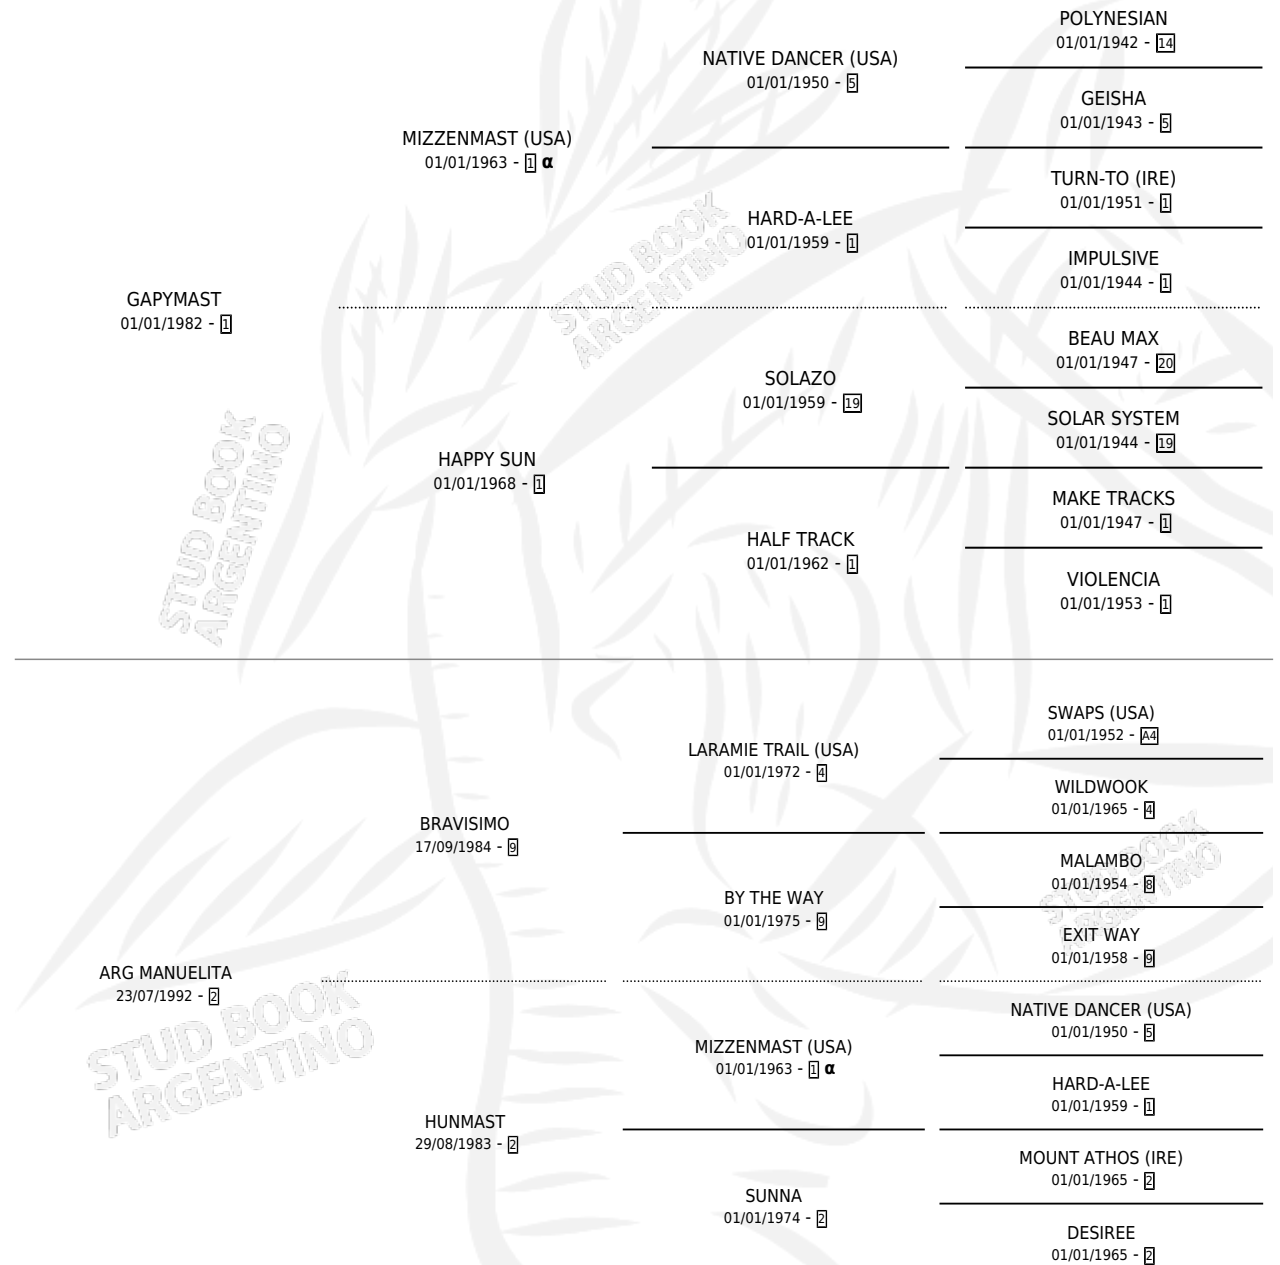 POLYNESIAN
01/01/1942 - 14
NATIVE DANCER (USA)
01/01/1950 - 5
GEISHA
01/01/1943 - 5
MIZZENMAST (USA)
01/01/1963 - 1 α
TURN-TO (IRE)
01/01/1951 - 1
HARD-A-LEE
01/01/1959 - 1
IMPULSIVE
01/01/1944 - 1
GAPYMAST
01/01/1982 - 1
BEAU MAX
01/01/1947 - 20
SOLAZO
01/01/1959 - 19
SOLAR SYSTEM
01/01/1944 - 19
HAPPY SUN
01/01/1968 - 1
MAKE TRACKS
01/01/1947 - 1
HALF TRACK
01/01/1962 - 1
VIOLENCIA
01/01/1953 - 1
SWAPS (USA)
01/01/1952 - A4
LARAMIE TRAIL (USA)
01/01/1972 - 4
WILDWOOK
01/01/1965 - 4
BRAVISIMO
17/09/1984 - 9
MALAMBO
01/01/1954 - 8
BY THE WAY
01/01/1975 - 9
EXIT WAY
01/01/1958 - 9
ARG MANUELITA
23/07/1992 - 2
NATIVE DANCER (USA)
01/01/1950 - 5
MIZZENMAST (USA)
01/01/1963 - 1 α
HARD-A-LEE
01/01/1959 - 1
HUNMAST
29/08/1983 - 2
MOUNT ATHOS (IRE)
01/01/1965 - 2
SUNNA
01/01/1974 - 2
DESIREE
01/01/1965 - 2
STUD BOOK
ARGENTINO
STUD BOOK
ARGENTINO
STUD BOOK
ARGENTINO
STUD BOOK
ARGENTINO